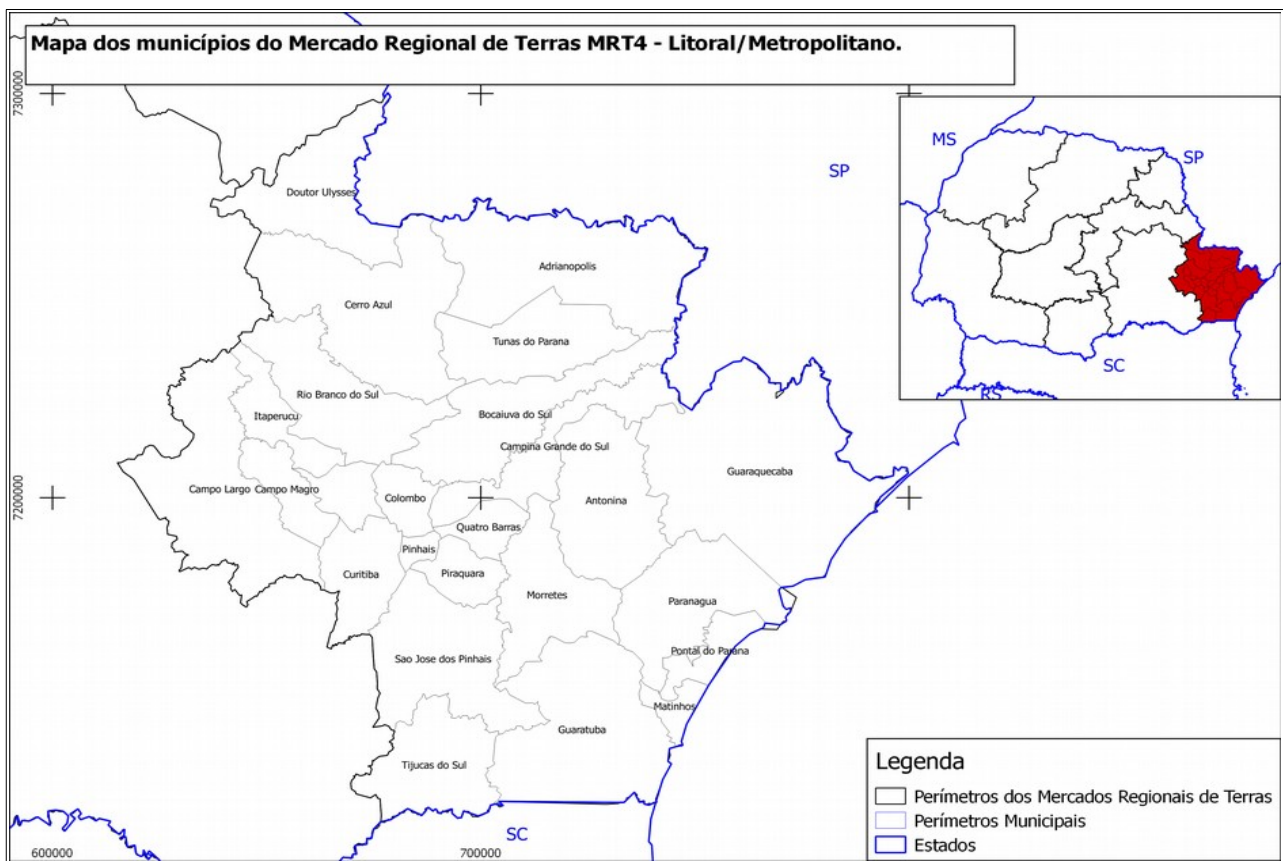 Mapa dos municípios do Mercado Regional de Terras MRT4 - Litoral/Metropolitano.
7300000
MS
SP
SP
Doutor Ulysses
Adrianopolis
Cerro Azul
Tunas do Parana
SC
RS
Rio Branco do Sul
Itaperucu
Bocaiuva do Sul
Campina Grande do Sul
Guaraquecaba
Campo Largo
Campo Magro
Colombo
Antonina
7200000
Quatro Barras
Pinhais
Curitiba
Piraquara
Morretes
Paranagua
Pontal do Parana
Sao Jose dos Pinhais
Matinhos
Guaratuba
Tijucas do Sul
Legenda
Perímetros dos Mercados Regionais de Terras
Perímetros Municipais
Estados
SC
600000
700000